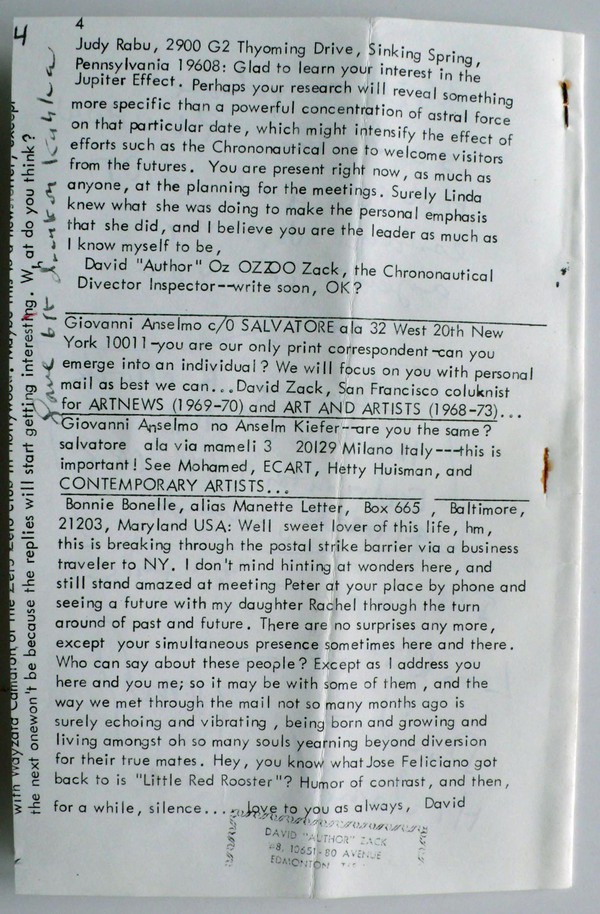 4
4
Judy Rabu, 2900 G2 Thyoming Drive, Sinking Spring,
Pennsylvania 19608: Glad to learn your interest in the
Jupiter Effect. Perhaps your research will reveal something
more specific than a powerful concentration of astral force
on that particular date, which might intensify the effect of
efforts such as the Chrononautical one to welcome visitors
from the futures. You are present right now, as much as
anyone, at the planning for the meetings. Surely Linda
knew what she was doing to make the personal emphasis
that she did, and I believe you are the leader as much as
I know myself to be,
David "Author" Oz OZZOO Zack, the Chrononautical
Divector Inspector--write soon, OK?
Giovanni Anselmo c/0 SALVATORE ala 32 West 20th New
York 10011-you are our only print correspondent-can you
emerge into an individual? We will focus on you with personal
mail as best we can...David Zack, San Francisco coluknist
for ARTNEWS (1969-70) and ART AND ARTISTS (1968-73)...
Giovanni Anselmo no Anselm Kiefer--are you the same?
salvatore ala via mameli 3 20129 Milano Italy---this is
important! See Mohamed, ECART, Hetty Huisman, and
CONTEMPORARY ARTISTS...
Bonnie Bonelle, alias Manette Letter, Box 665 , Baltimore,
21203, Maryland USA: Well sweet lover of this life, hm,
this is breaking through the postal strike barrier via a business
traveler to NY. I don't mind hinting at wonders here, and
still stand amazed at meeting Peter at your place by phone and
seeing a future with my daughter Rachel through the turn
around of past and future. There are no surprises any more,
except your simultaneous presence sometimes here and there.
Who can say about these people? Except as I address you
here and you me; so it may be with some of them , and the
way we met through the mail not so many months ago is
surely echoing and vibrating , being born and growing and
living amongst oh so many souls yearning beyond diversion
for their true mates. Hey, you know what Jose Feliciano got
back to is "Little Red Rooster"? Humor of contrast, and then,
for a while, silence.... love to you as always, David
DAVID "AUTHOR" ZACK
#8, 10651-80 AVENUE
EDMONTON
the next onewon't be because the replies will start getting interesting. What do you think?